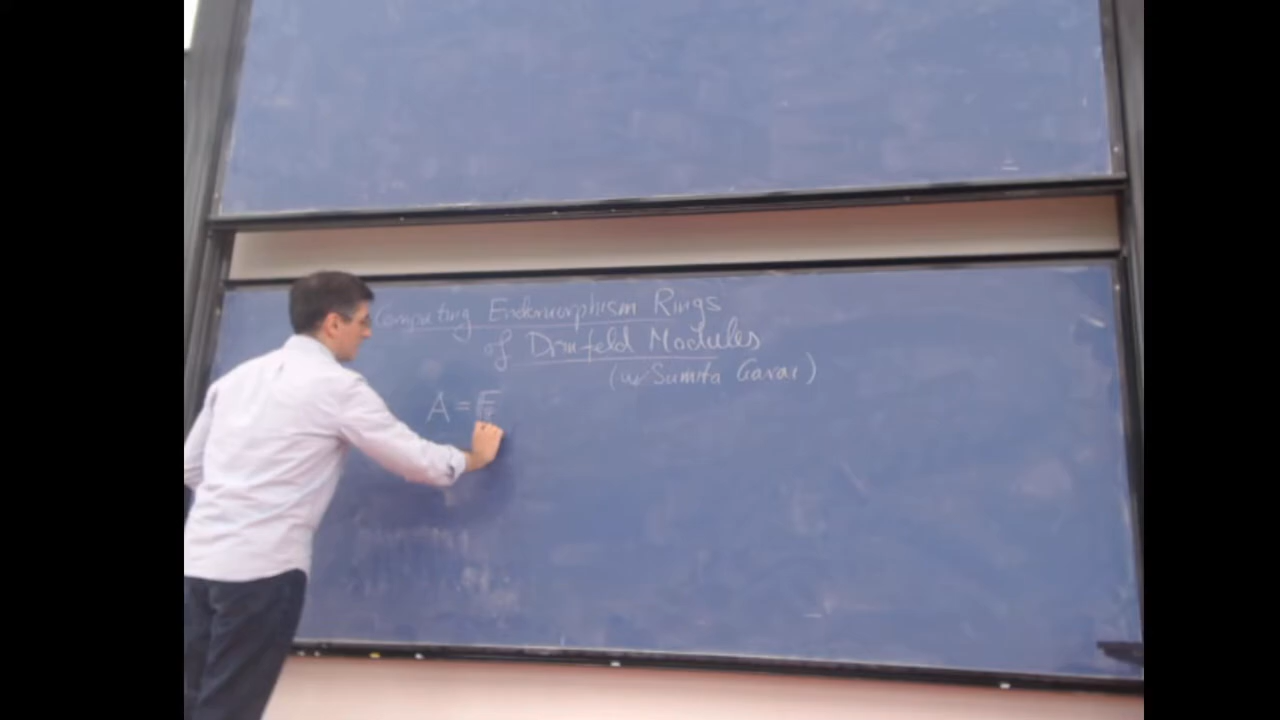 Computing Endomorphism Rings
of Drinfeld Modules
(w/ Sumita Garai)
A = F